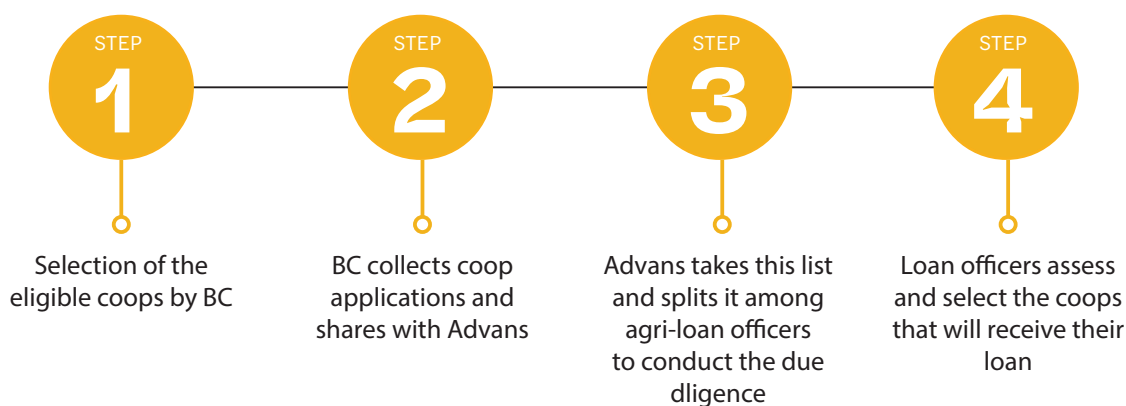 STEP
1
Selection of the
eligible coops by BC
STEP
2
BC collects coop
applications and
shares with Advans
STEP
3
Advans takes this list
and splits it among
agri-loan officers
to conduct the due
dligence
STEP
4
Loan officers assess
and select the coops
that will receive their
loan